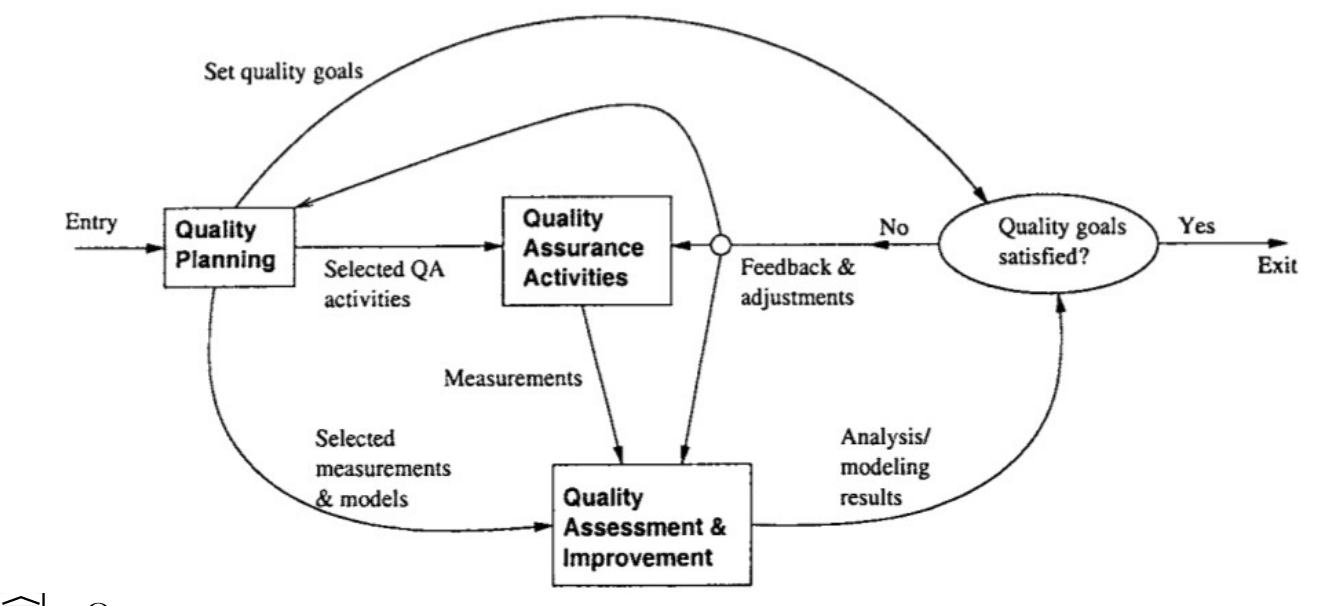 Set quality goals
Entry
Quality
Planning
Selected QA
activities
Quality
Assurance
Activities
No
Feedback &
adjustments
Quality goals
satisfied?
Yes
Exit
Measurements
Selected
measurements
& models
Analysis/
modeling
results
Quality
Assessment &
Improvement